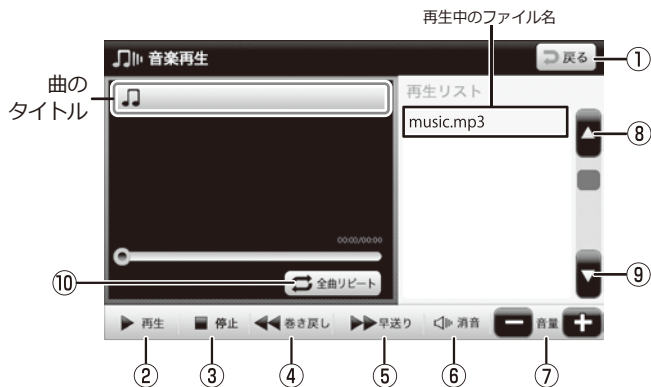 再生中のファイル名
音楽再生
戻る
①
曲の
タイトル
再生リスト
music.mp3
⑧
00:00/00:00
⑩
全曲リピート
⑨
再生
停止
巻き戻し
早送り
消音
音量
②
③
④
⑤
⑥
⑦